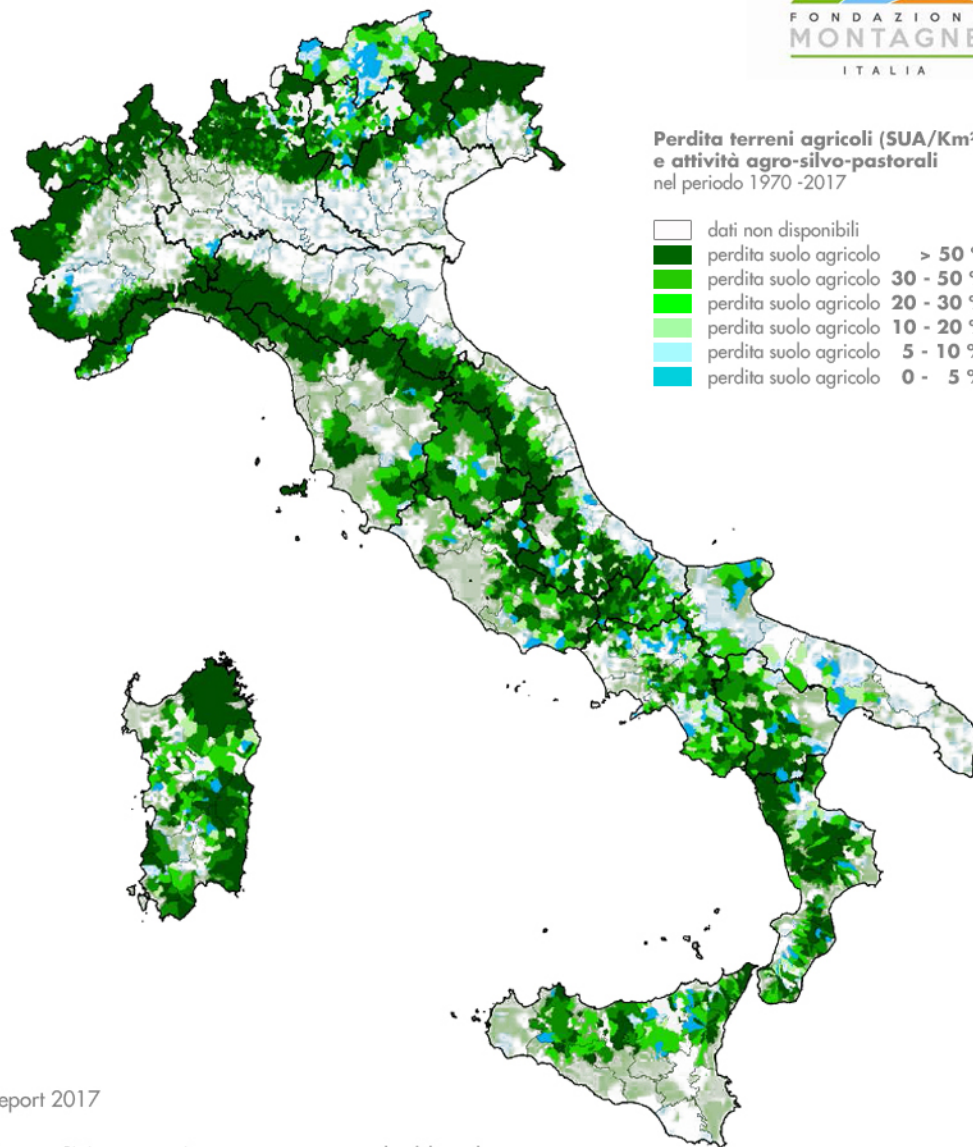 FONDAZION
MONTAGNE
ITALIA
Perdita terreni agricoli (SUA/Km²
e attività agro-silvo-pastorali
nel periodo 1970 -2017
dati non disponibili
perdita suolo agricolo > 50 %
perdita suolo agricolo 30 - 50 %
perdita suolo agricolo 20 - 30 %
perdita suolo agricolo 10 - 20 %
perdita suolo agricolo 5 - 10 %
perdita suolo agricolo 0 - 5 %
eport 2017